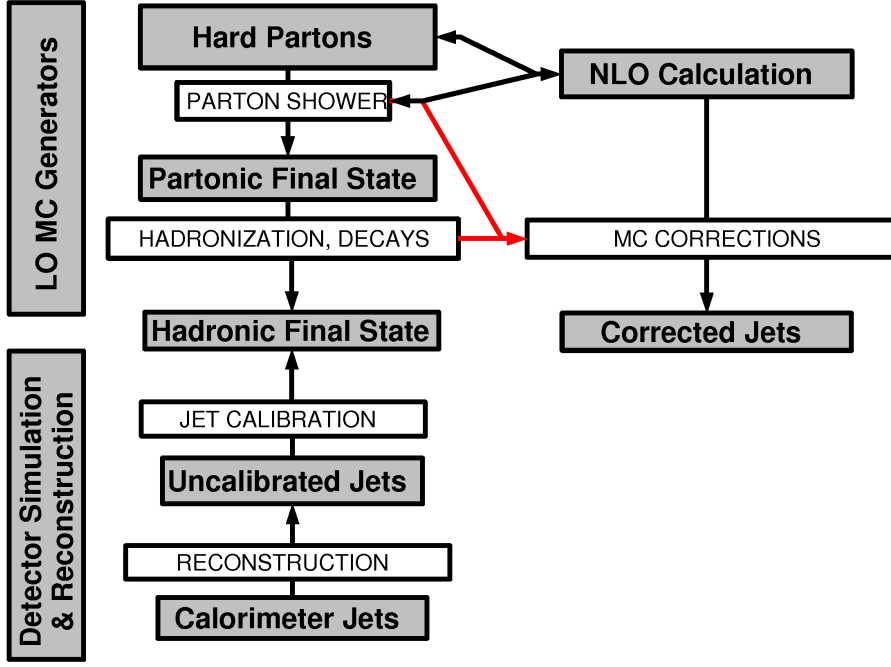 LO MC Generators
Hard Partons
NLO Calculation
PARTON SHOWER
Partonic Final State
HADRONIZATION, DECAYS
MC CORRECTIONS
Hadronic Final State
Corrected Jets
Detector Simulation
& Reconstruction
JET CALIBRATION
Uncalibrated Jets
RECONSTRUCTION
Calorimeter Jets